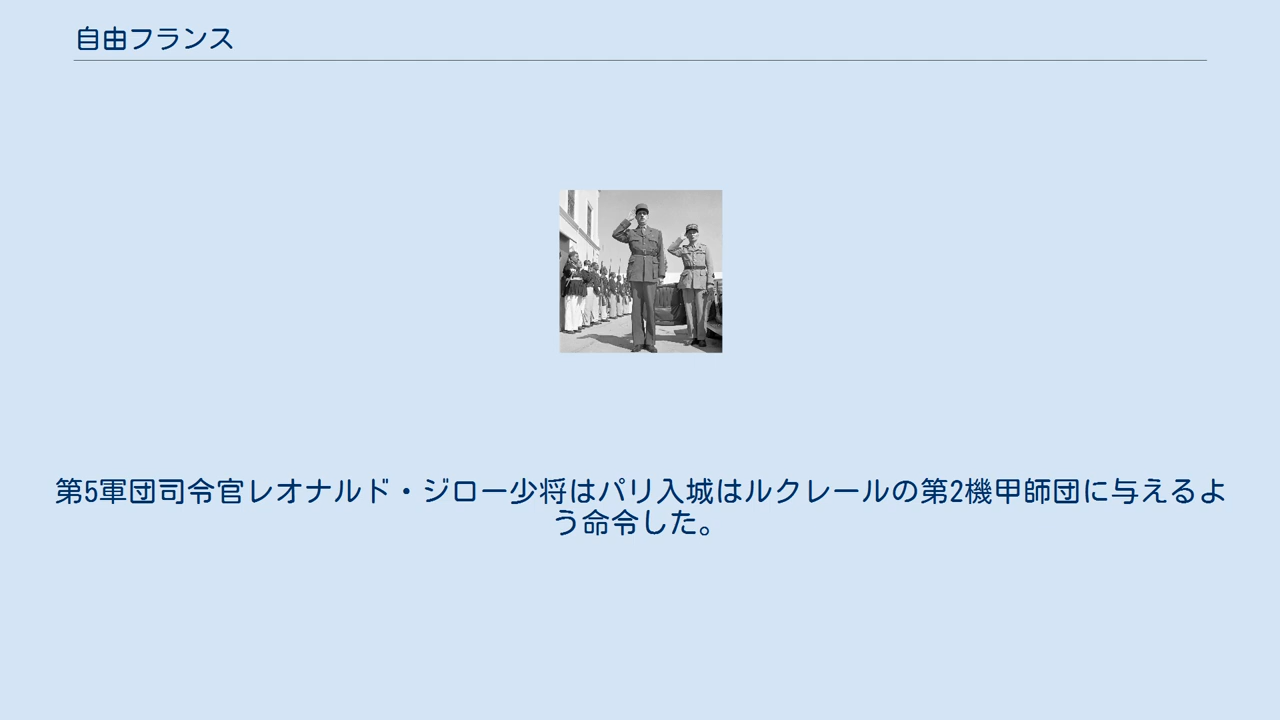 自由フランス
第5軍団司令官レオナルド・ジロー少将はパリ入城はルクレールの第2機甲師団に与えるよ
う命令した。